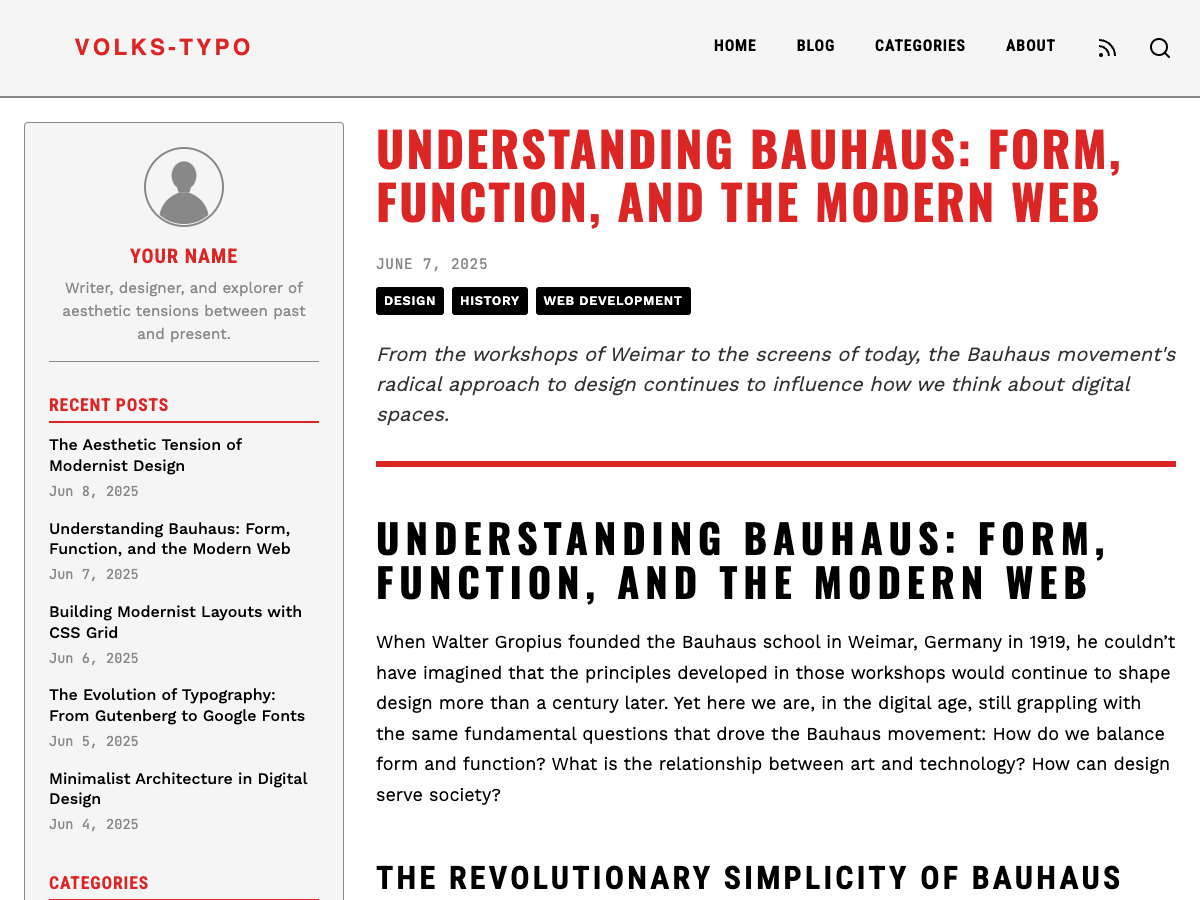 VOLKS-TYPO
HOME
BLOG
CATEGORIES
ABOUT
YOUR NAME
Writer, designer, and explorer of
aesthetic tensions between past
and present.
RECENT POSTS
The Aesthetic Tension of
Modernist Design
Jun 8, 2025
Understanding Bauhaus: Form,
Function, and the Modern Web
Jun 7, 2025
Building Modernist Layouts with
CSS Grid
Jun 6, 2025
The Evolution of Typography:
From Gutenberg to Google Fonts
Jun 5, 2025
Minimalist Architecture in Digital
Design
Jun 4, 2025
CATEGORIES
UNDERSTANDING BAUHAUS: FORM,
FUNCTION, AND THE MODERN WEB
JUNE 7, 2025
DESIGN
HISTORY
WEB DEVELOPMENT
From the workshops of Weimar to the screens of today, the Bauhaus movement's
radical approach to design continues to influence how we think about digital
spaces.
UNDERSTANDING BAUHAUS: FORM,
FUNCTION, AND THE MODERN WEB
When Walter Gropius founded the Bauhaus school in Weimar, Germany in 1919, he couldn’t
have imagined that the principles developed in those workshops would continue to shape
design more than a century later. Yet here we are, in the digital age, still grappling with
the same fundamental questions that drove the Bauhaus movement: How do we balance
form and function? What is the relationship between art and technology? How can design
serve society?
THE REVOLUTIONARY SIMPLICITY OF BAUHAUS